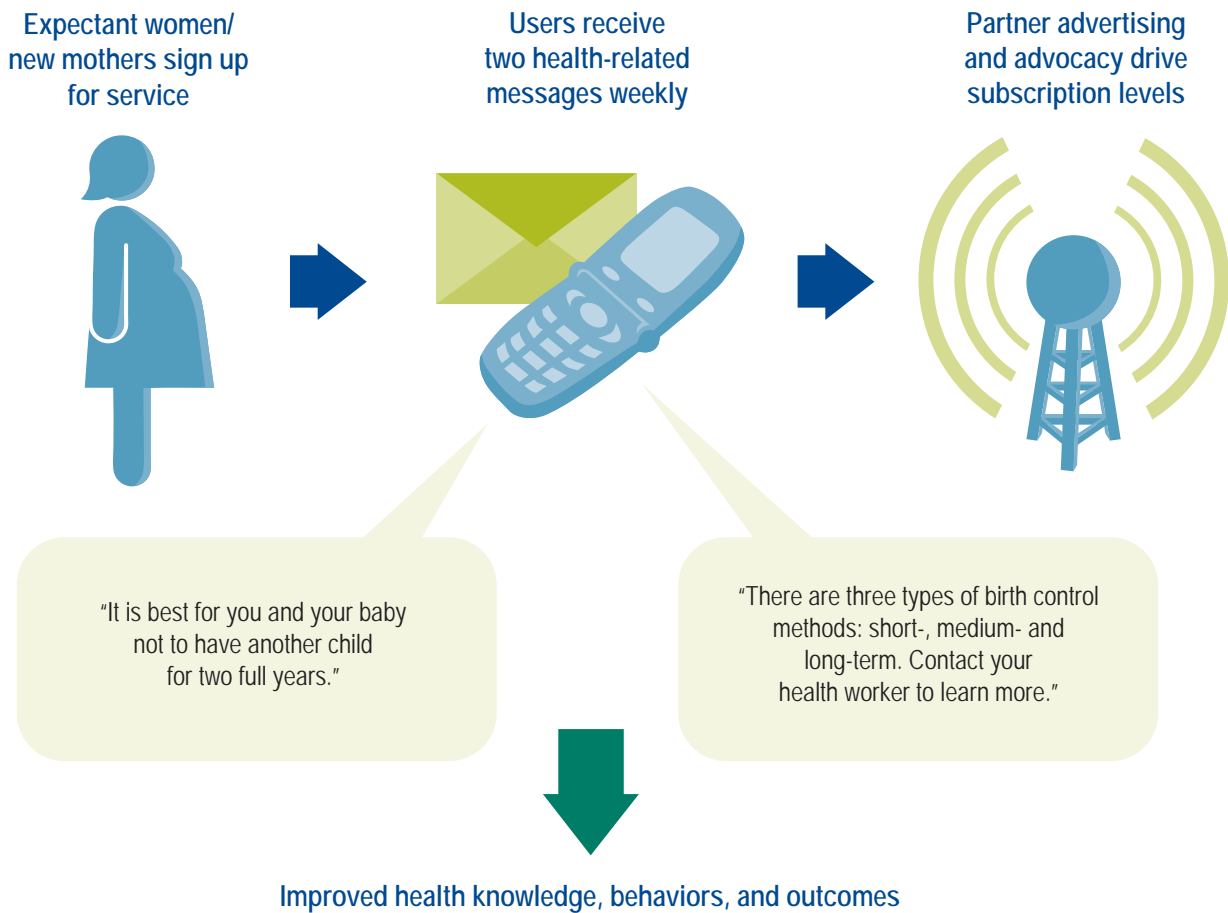 Expectant women/
new mothers sign up
for service
Users receive
two health-related
messages weekly
Partner advertising
and advocacy drive
subscription levels
“It is best for you and your baby
not to have another child
for two full years.”
“There are three types of birth control
methods: short-, medium- and
long-term. Contact your
health worker to learn more.”
Improved health knowledge, behaviors, and outcomes